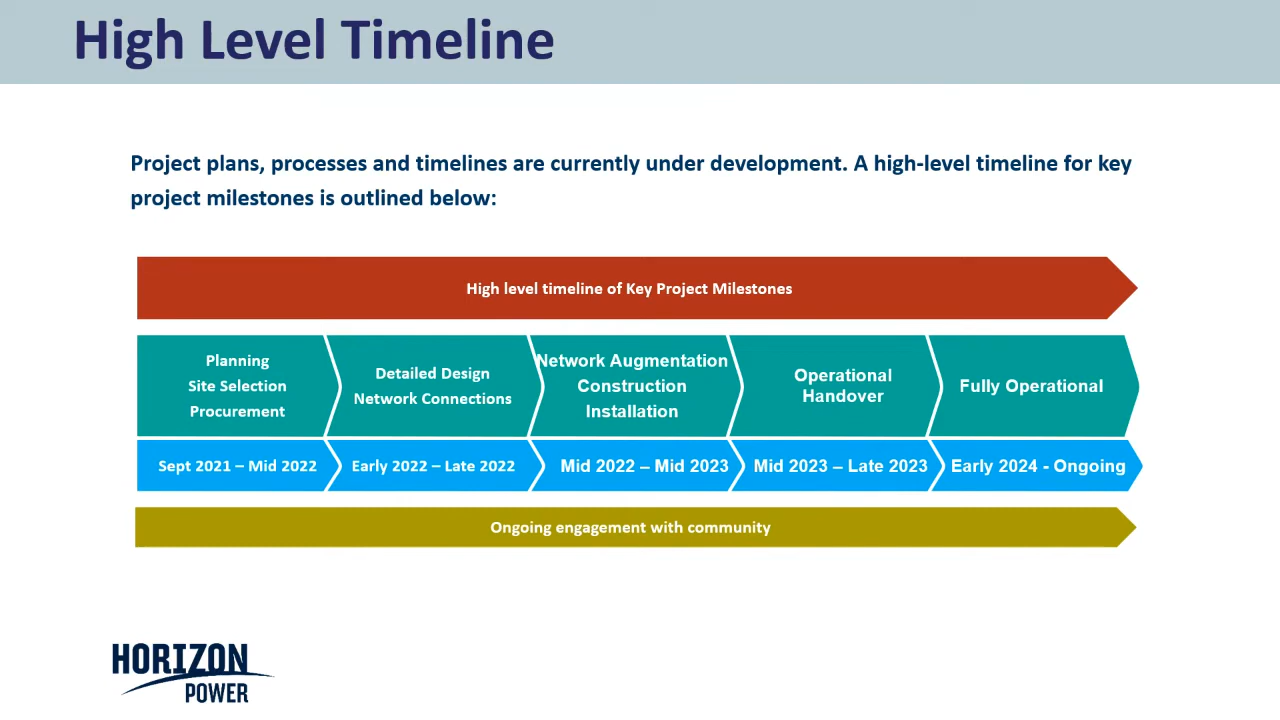 High Level Timeline
Project plans, processes and timelines are currently under development. A high-level timeline for key
project milestones is outlined below:
High level timeline of Key Project Milestones
Planning
Site Selection
Procurement
Detailed Design
Network Connections
Network Augmentation
Construction
Installation
Operational
Handover
Fully Operational
Sept 2021 – Mid 2022
Early 2022 – Late 2022
Mid 2022 – Mid 2023
Mid 2023 – Late 2023
Early 2024 - Ongoing
Ongoing engagement with community
HORIZON
POWER